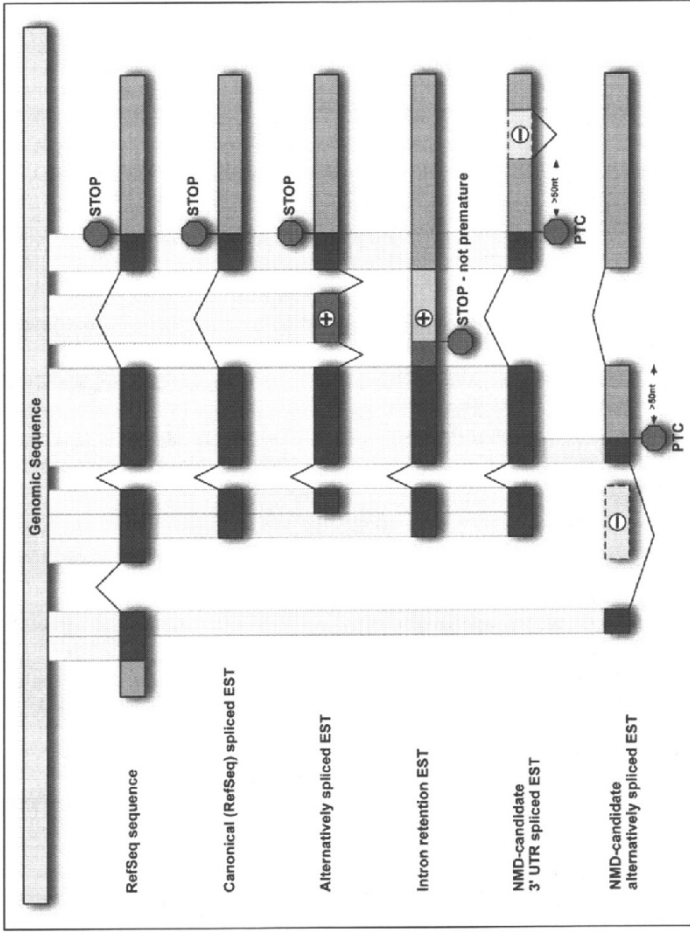 Genomic Sequence
RefSeq sequence
STOP
Canonical (RefSeq) spliced EST
STOP
Alternatively spliced EST
+
STOP
Intron retention EST
+
STOP - not premature
NMD-candidate
3' UTR spliced EST
−
>50nt
PTC
NMD-candidate
alternatively spliced EST
−
>50nt
PTC